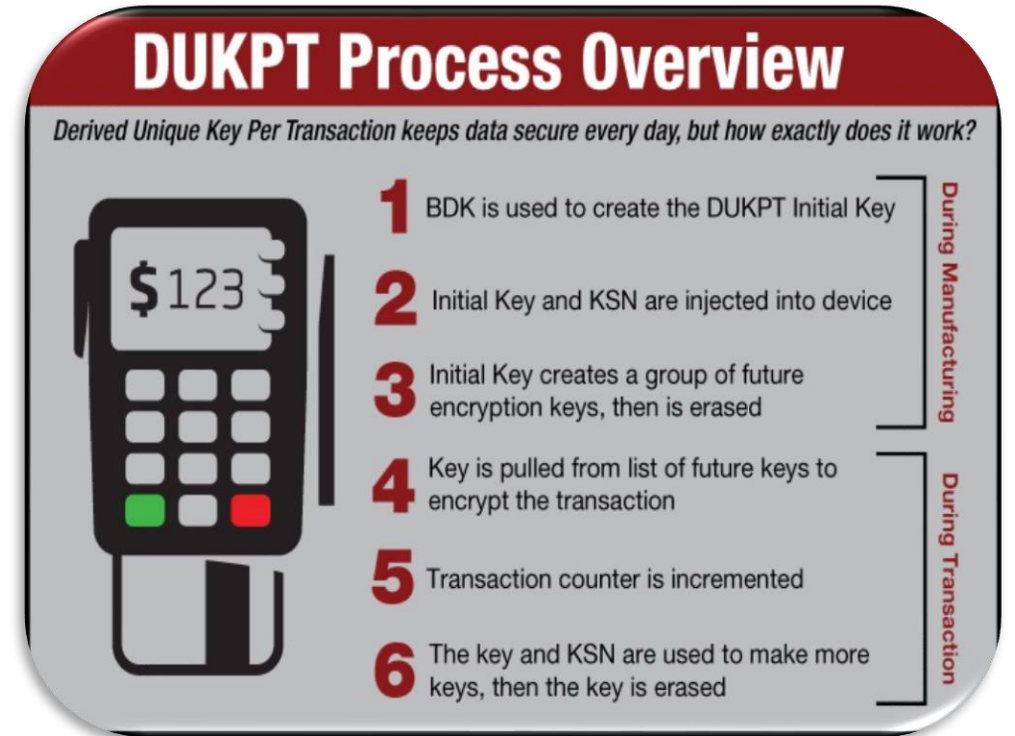 DUKPT Process Overview
Derived Unique Key Per Transaction keeps data secure every day, but how exactly does it work?
$123
1 BDK is used to create the DUKPT Initial Key
2 Initial Key and KSN are injected into device
3 Initial Key creates a group of future
encryption keys, then is erased
During Manufacturing
4 Key is pulled from list of future keys to
encrypt the transaction
5 Transaction counter is incremented
6 The key and KSN are used to make more
keys, then the key is erased
During Transaction